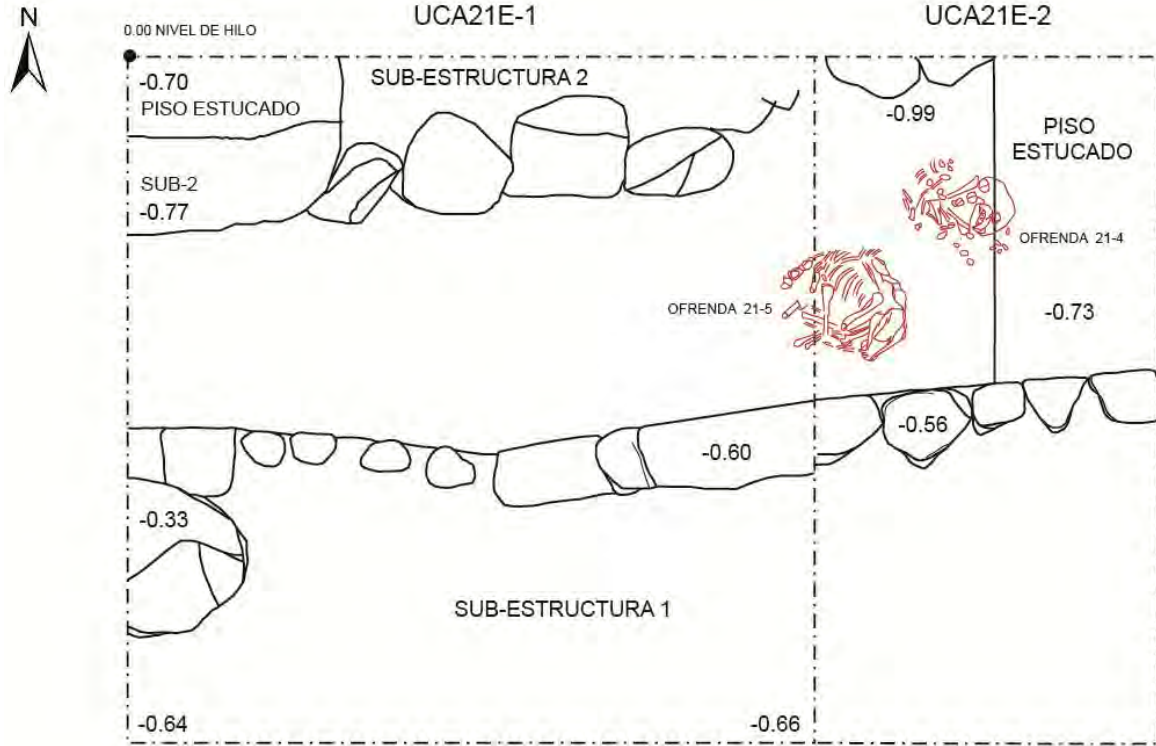 UCA21E-1
UCA21E-2
N
0.00 NIVEL DE HILO
-0.70
PISO ESTUCADO
SUB-ESTRUCTURA 2
-0.99
PISO
ESTUCADO
SUB-2
-0.77
OFRENDA 21-4
OFRENDA 21-5
-0.73
-0.56
-0.60
-0.33
SUB-ESTRUCTURA 1
-0.64
-0.66